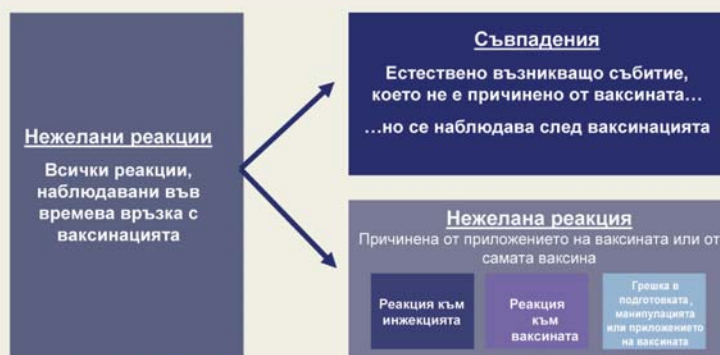 Нежелани реакции
Всички реакции,
наблюдавани във
времева връзка с
ваксинацията
Съвпадения
Естествено възникващо събитие,
което не е причинено от ваксината…
…но се наблюдава след ваксинацията
Нежелана реакция
Причинена от приложението на ваксината или от
самата ваксина
Реакция към
инжекцията
Реакция
към
ваксината
Грешка в
подготовката,
манипулацията
или приложението
на ваксината